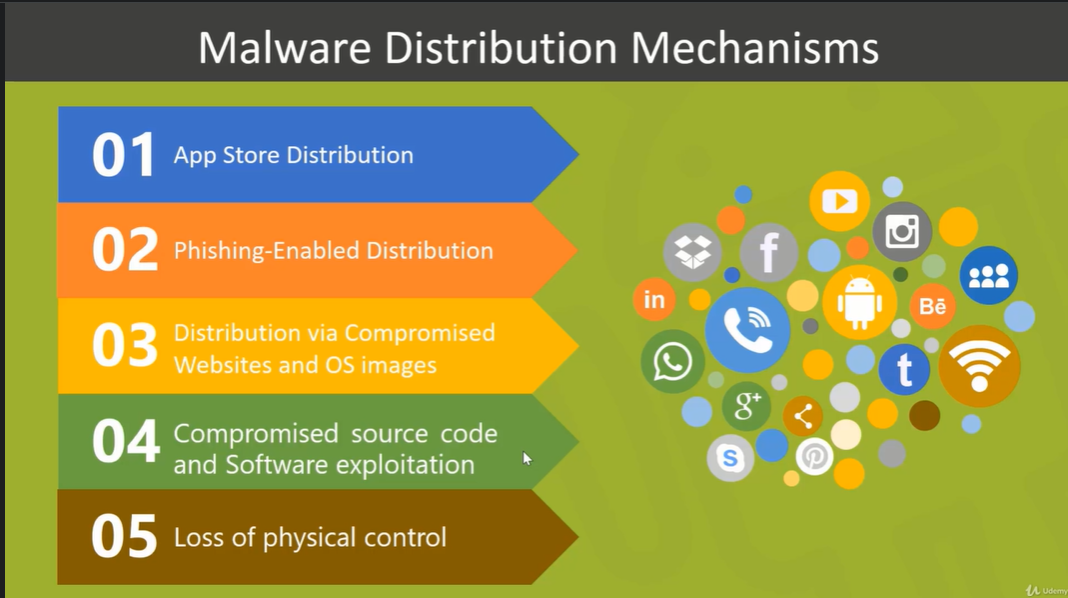 Malware Distribution Mechanisms
01 App Store Distribution
02 Phishing-Enabled Distribution
03 Distribution via Compromised
Websites and OS images
04 Compromised source code
and Software exploitation
05 Loss of physical control
f
in
Bē
t
g+
S
Udemy